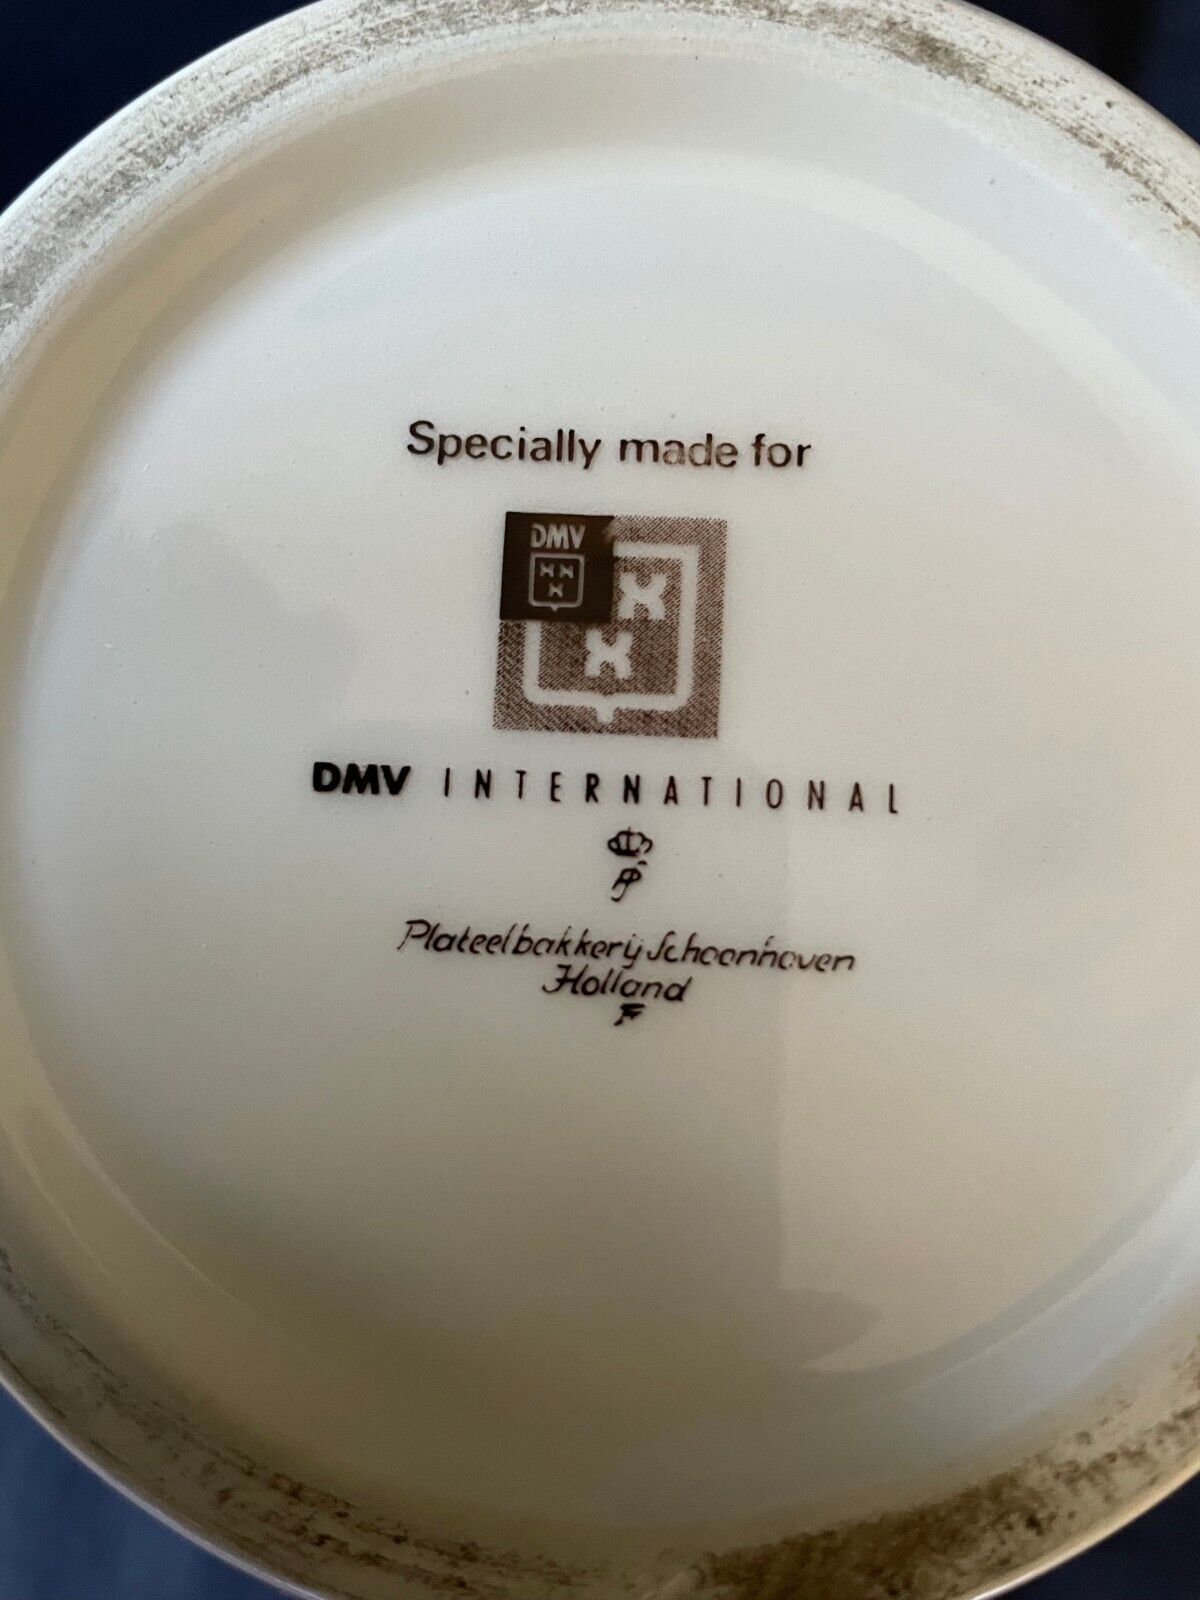 Specially made for
DMV
DMV INTERNATIONAL
Plateelbakkerij Schoonhoven
Holland
F